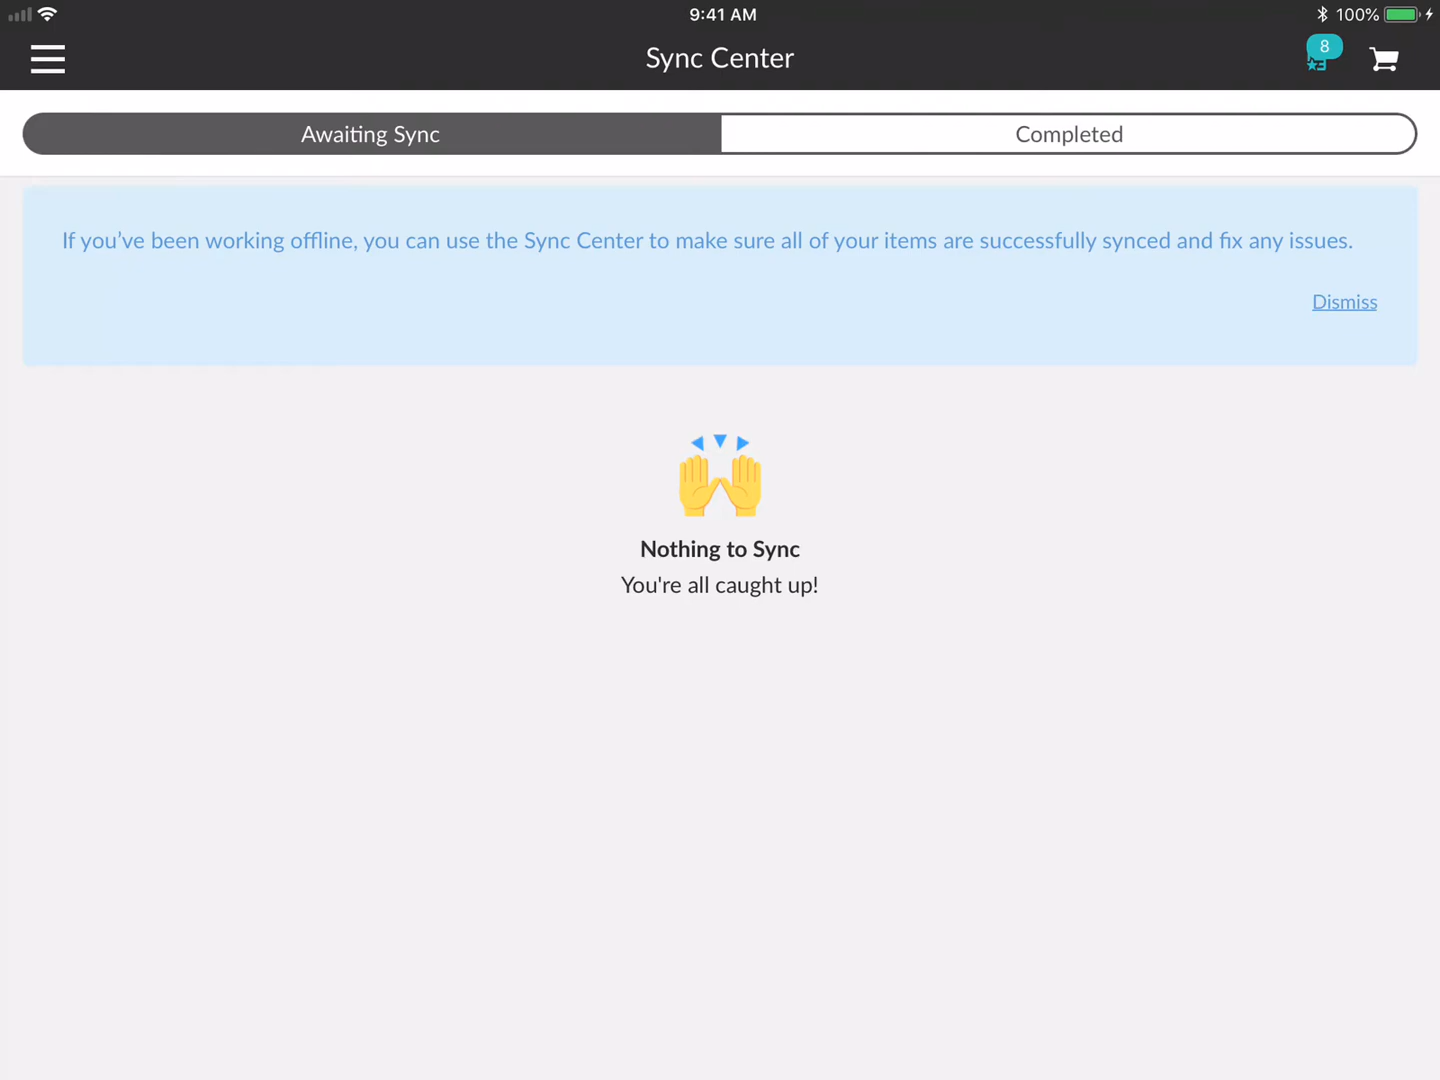 9:41 AM
100%
Sync Center
8
Awaiting Sync
Completed
If you’ve been working offline, you can use the Sync Center to make sure all of your items are successfully synced and fix any issues.
Dismiss
Nothing to Sync
You're all caught up!